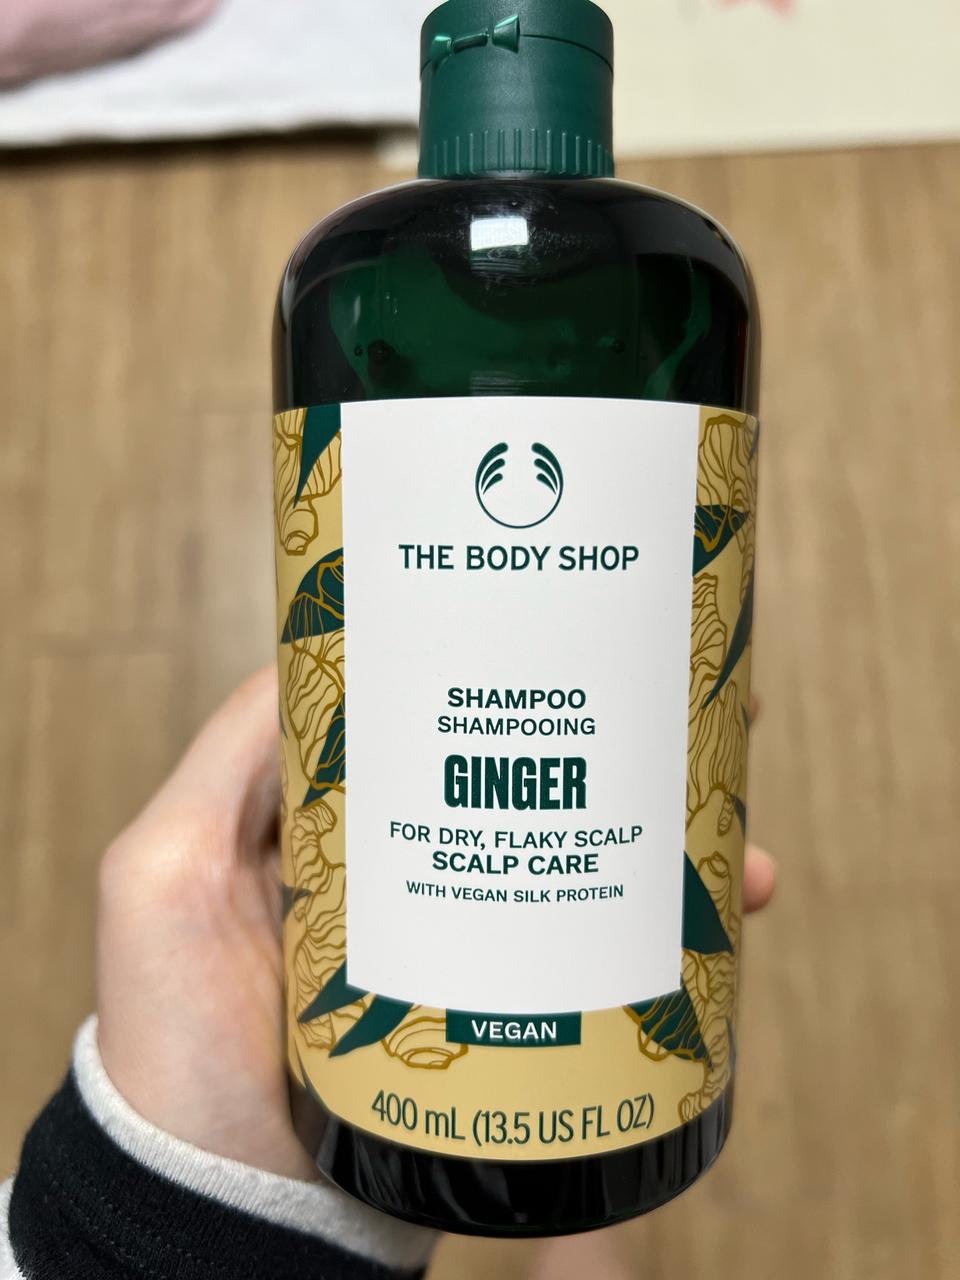 THE BODY SHOP
SHAMPOO
SHAMPOOING
GINGER
FOR DRY, FLAKY SCALP
SCALP CARE
WITH VEGAN SILK PROTEIN
VEGAN
400 mL (13.5 US FL OZ)